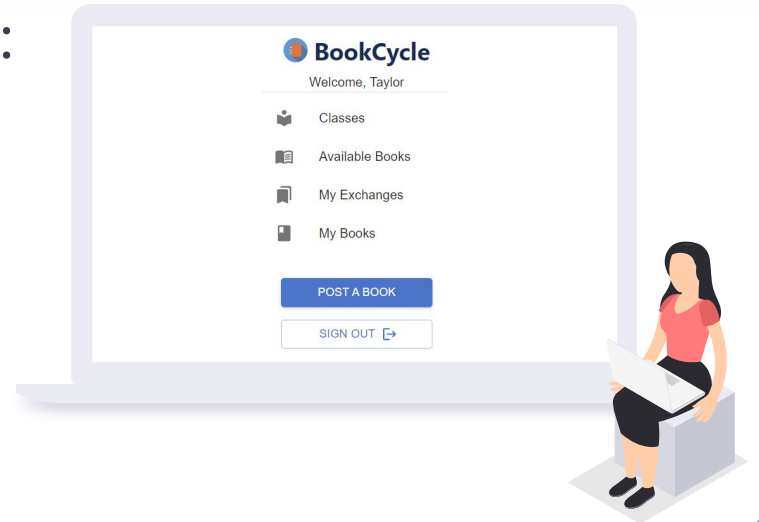 BookCycle
Welcome, Taylor
Classes
Available Books
My Exchanges
My Books
POST A BOOK
SIGN OUT